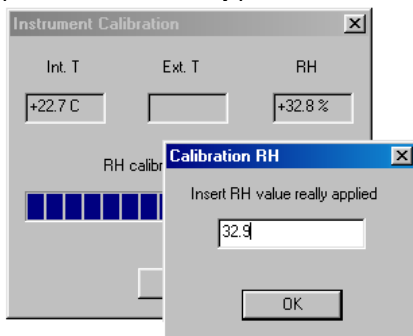 Instrument Calibration
Int. T Ext. T RH
+22.7 C +32.8 %
RH calibr
Calibration RH
Insert RH value really applied
32.9
OK